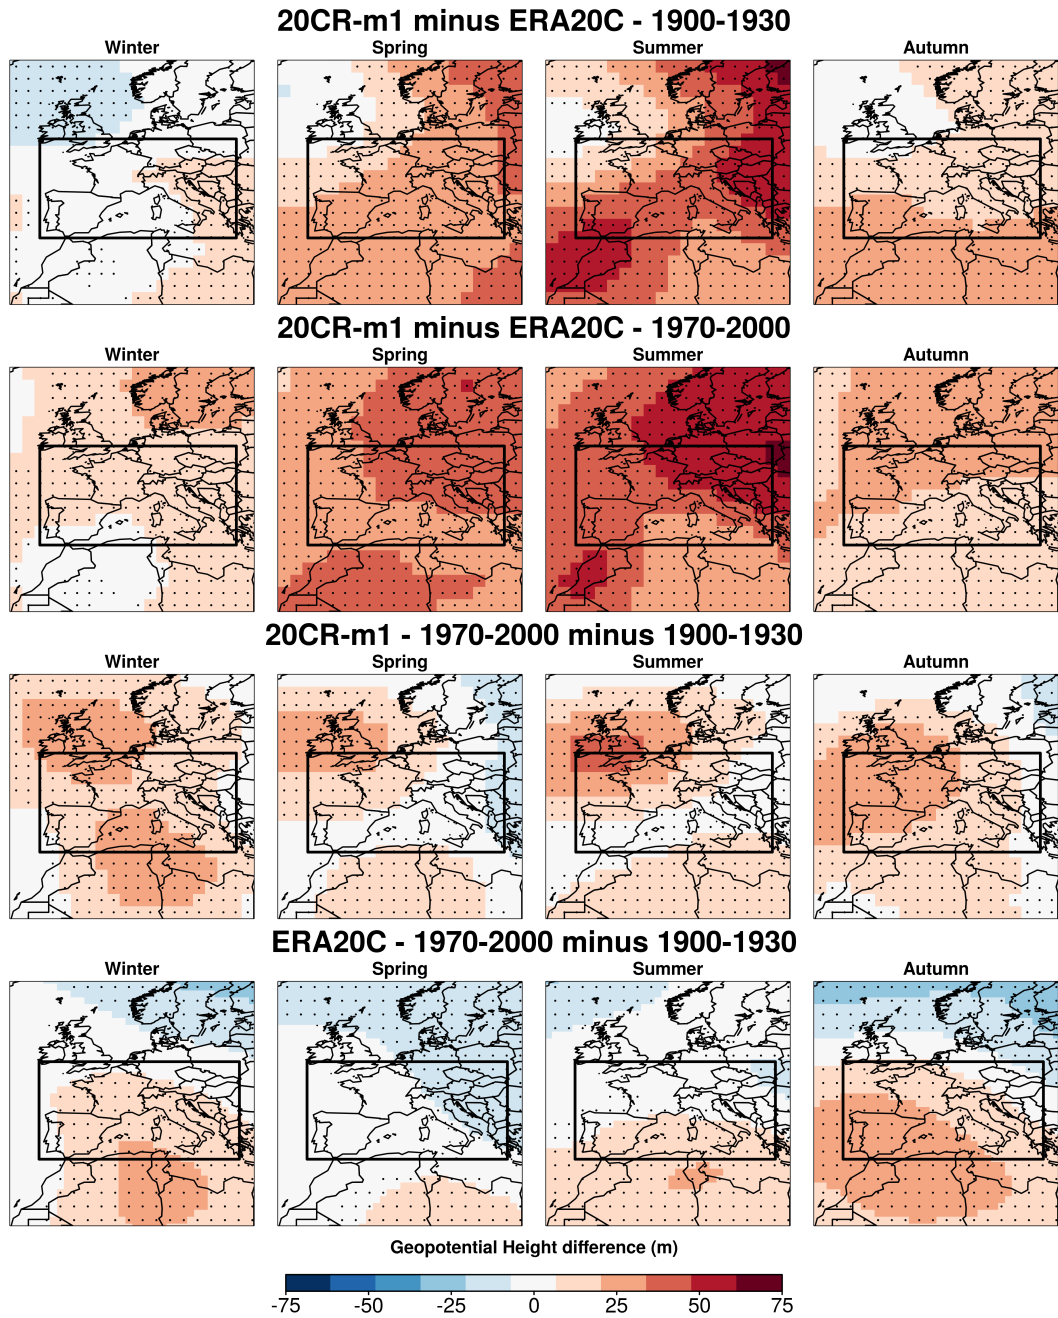 20CR-m1 minus ERA20C - 1900-1930
Winter Spring Summer Autumn
20CR-m1 minus ERA20C - 1970-2000
Winter Spring Summer Autumn
20CR-m1 - 1970-2000 minus 1900-1930
Winter Spring Summer Autumn
ERA20C - 1970-2000 minus 1900-1930
Winter Spring Summer Autumn
Geopotential Height difference (m)
-75 -50 -25 0 25 50 75